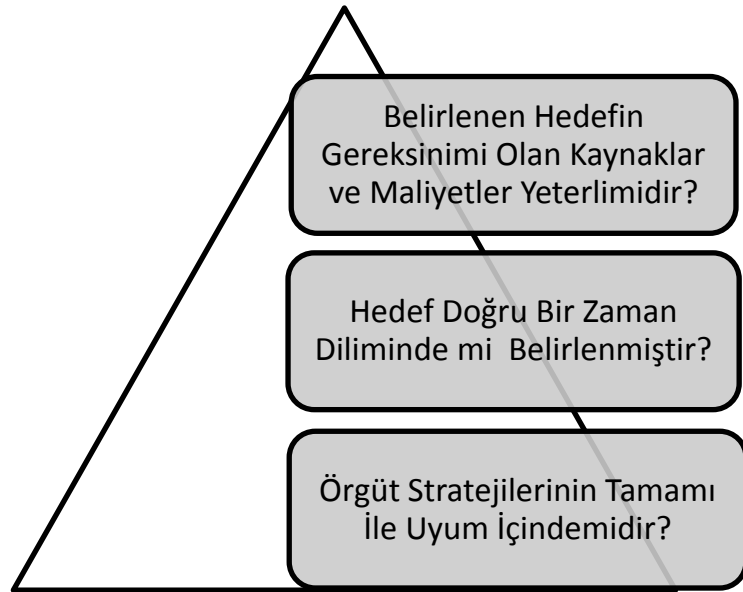 Belirlenen Hedefin
Gereksinimi Olan Kaynaklar
ve Maliyetler Yeterlimidir?
Hedef Doğru Bir Zaman
Diliminde mi Belirlenmiştir?
Örgüt Stratejilerinin Tamamı
İle Uyum İçindemidir?